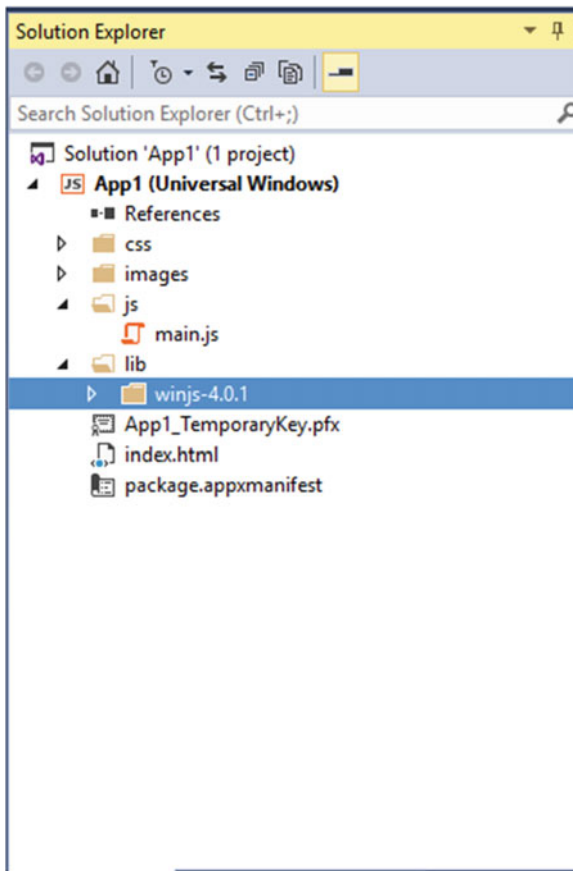 Solution Explorer
Search Solution Explorer (Ctrl+;)
Solution 'App1' (1 project)
JS App1 (Universal Windows)
References
css
images
js
main.js
lib
winjs-4.0.1
App1_TemporaryKey.pfx
index.html
package.appxmanifest